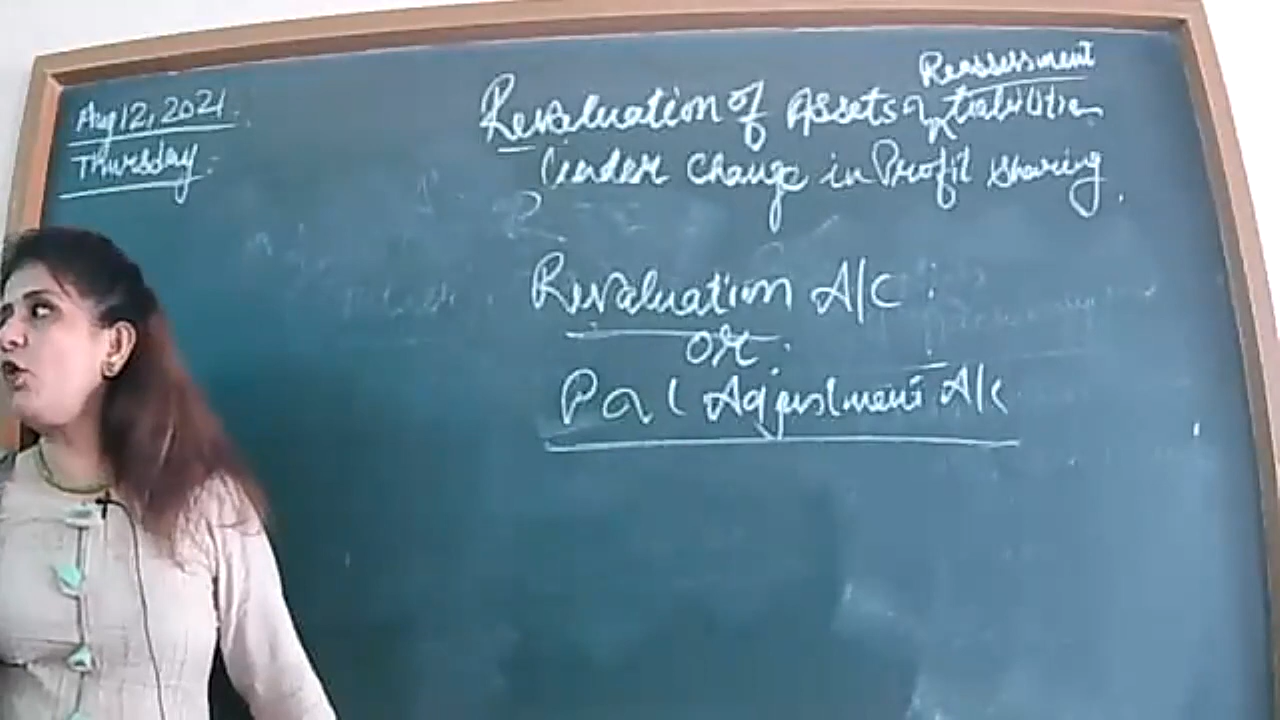 Aug 12, 2021.
Thursday:
Reassessment
Revaluation of Assets & Liabilities
Under Change in Profit Sharing.
Revaluation A/C :
or :
P & L Adjustment A/c